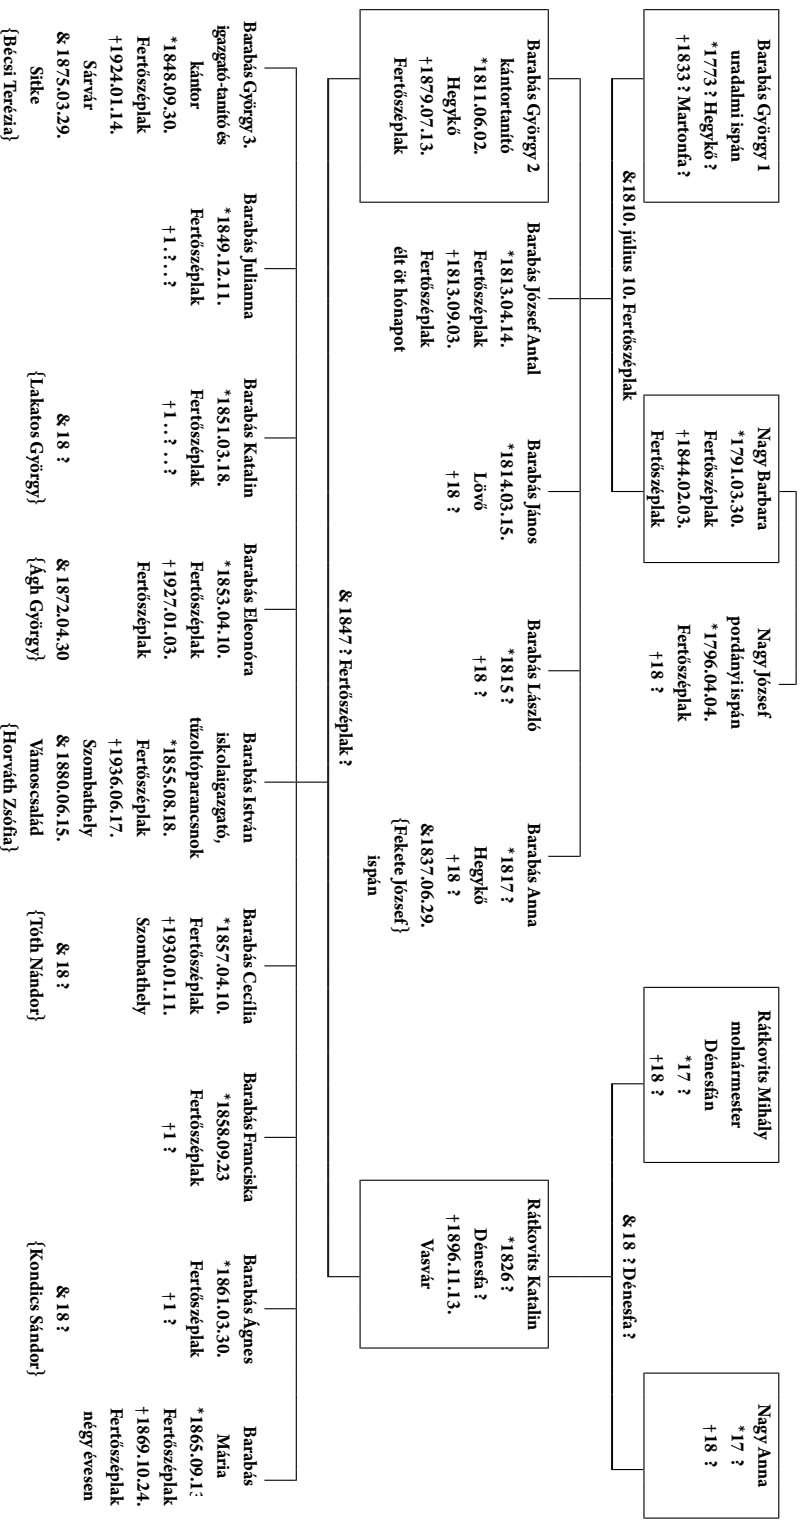 Barabás György 1
uradalmi ispán
*1773 ? Hegykő ?
†1833 ? Martonfa ?
&1810. július 10. Fertőszéplak
Nagy Barbara
*1791.03.30.
Fertőszéplak
†1844.02.03.
Fertőszéplak
Nagy József
pordányi ispán
*1796.04.04.
Fertőszéplak
†18 ?
Rátkovits Mihály
molnármester
Dénesfán
*17 ?
†18 ?
& 18 ? Dénesfa ?
Nagy Anna
*17 ?
†18 ?
Barabás György 2
kántortanító
*1811.06.02.
Hegykő
†1879.07.13.
Fertőszéplak
Barabás József Antal
*1813.04.14.
Fertőszéplak
†1813.09.03.
Fertőszéplak
élt öt hónapot
Barabás János
*1814.03.15.
Lövő
†18 ?
Barabás László
*1815 ?
†18 ?
Barabás Anna
*1817 ?
Hegykő
†18 ?
&1837.06.29.
{Fekete József}
ispán
Rátkovits Katalin
*1826 ?
Dénesfa ?
†1896.11.13.
Vasvár
& 1847 ? Fertőszéplak ?
Barabás György 3.
igazgató-tanító és
kántor
*1848.09.30.
Fertőszéplak
†1924.01.14.
Sárvár
& 1875.03.29.
Sitke
{Bécsi Terézia}
Barabás Julianna
*1849.12.11.
Fertőszéplak
†1 . ? . . ?
Barabás Katalin
*1851.03.18.
Fertőszéplak
†1 . . ? . . ?
& 18 ?
{Lakatos György}
Barabás Eleonóra
*1853.04.10.
Fertőszéplak
†1927.01.03.
Fertőszéplak
& 1872.04.30
{Ágh György}
Barabás István
iskolaigazgató,
tűzoltóparancsnok
*1855.08.18.
Fertőszéplak
†1936.06.17.
Szombathely
& 1880.06.15.
Vámoscsalád
{Horváth Zsófia}
Barabás Cecília
*1857.04.10.
Fertőszéplak
†1930.01.11.
Szombathely
& 18 ?
{Tóth Nándor}
Barabás Franciska
*1858.09.23
Fertőszéplak
†1 ?
Barabás Ágnes
*1861.03.30.
Fertőszéplak
†1 ?
& 18 ?
{Kondics Sándor}
Barabás
Mária
*1865.09.13
Fertőszéplak
†1869.10.24.
Fertőszéplak
négy évesen